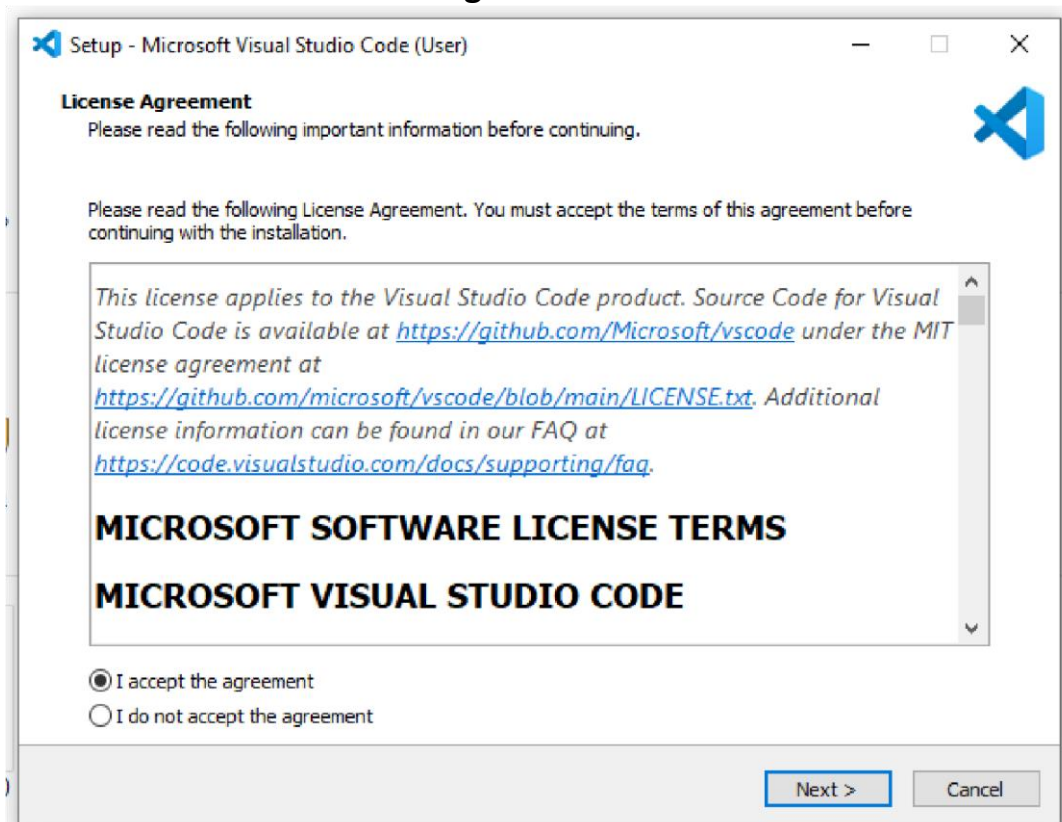 Setup - Microsoft Visual Studio Code (User)
License Agreement
Please read the following important information before continuing.
Please read the following License Agreement. You must accept the terms of this agreement before
continuing with the installation.
This license applies to the Visual Studio Code product. Source Code for Visual
Studio Code is available at https://github.com/Microsoft/vscode under the MIT
license agreement at
https://github.com/microsoft/vscode/blob/main/LICENSE.txt. Additional
license information can be found in our FAQ at
https://code.visualstudio.com/docs/supporting/faq.
MICROSOFT SOFTWARE LICENSE TERMS
MICROSOFT VISUAL STUDIO CODE
I accept the agreement
I do not accept the agreement
Next >
Cancel